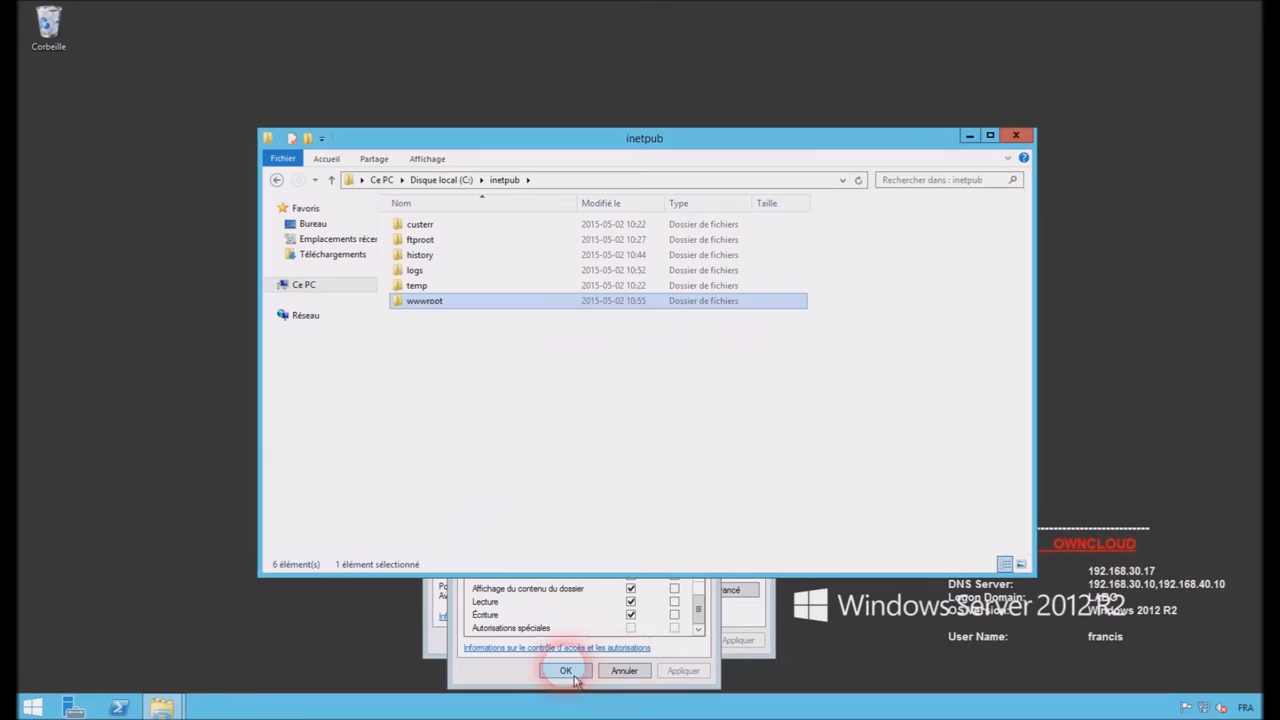 Corbeille
inetpub
Fichier Accueil Partage Affichage
Ce PC Disque local (C:) inetpub Rechercher dans : inetpub
Nom Modifié le Type Taille
Favoris
Bureau
Emplacements récen
Téléchargements
Ce PC
Réseau
custerr 2015-05-02 10:22 Dossier de fichiers
ftproot 2015-05-02 10:27 Dossier de fichiers
history 2015-05-02 10:44 Dossier de fichiers
logs 2015-05-02 10:52 Dossier de fichiers
temp 2015-05-02 10:22 Dossier de fichiers
wwwroot 2015-05-02 10:55 Dossier de fichiers
6 élément(s) 1 élément sélectionné
OWNCLOUD
192.168.30.17
DNS Server: 192.168.30.10,192.168.40.10
Logon Domain: LABO
Windows 2012 R2
Windows Server 2012 R2
User Name: francis
Affichage du contenu du dossier
Lecture
Écriture
Autorisations spéciales
Informations sur le contrôle d'accès et les autorisations
OK Annuler Appliquer
Appliquer
FRA